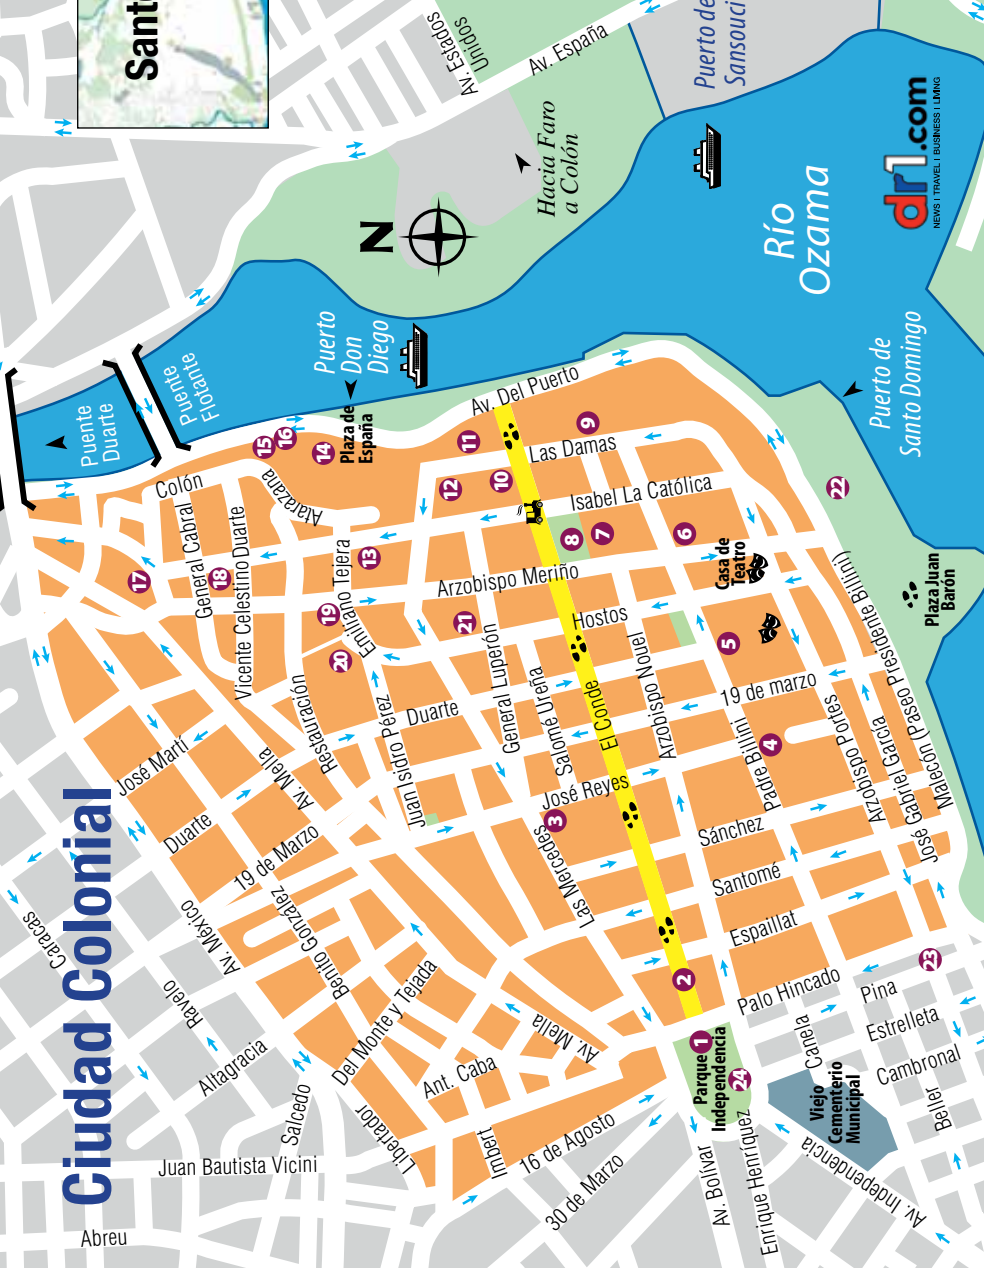 Ciudad Colonial
Sant
Av. Estados
Unidos
Av. España
Puerto de
Sansouci
Hacia Faro
a Colón
N
Río
Ozama
dr1.com
NEWS | TRAVEL | BUSINESS | LIVING
Puerto
Don
Diego
Puente
Flotante
Puente
Duarte
Puerto de
Santo Domingo
Plaza de
España
Av. Del Puerto
Las Damas
Isabel La Católica
Colón
Atarazana
General Cabral
Vicente Celestino Duarte
Emiliano Tejera
Arzobispo Meriño
Casa de
Teatro
Hostos
Plaza Juan
Barón
Malecón (Paseo Presidente Billini)
Restauración
Juan Isidro Pérez
Duarte
General Luperón
Salomé Ureña
El Conde
Arzobispo Nouel
19 de marzo
Padre Billini
Arzobispo Portes
José Gabriel García
José Martí
Av. Mella
Av. Mella
Duarte
19 de Marzo
José Reyes
Las Mercedes
Sánchez
Santomé
Espaillat
Palo Hincado
Pina
Estrelleta
Canela
Cambronal
Beller
Caracas
Av. México
Ravelo
Benito González
Altagracia
Del Monte y Tejada
Salcedo
Ant. Caba
Av. Mella
Libertador
Imbert
16 de Agosto
30 de Marzo
Juan Bautista Vicini
Abreu
Parque
Independencia
Viejo
Cementerio
Municipal
Av. Bolívar
Enrique Henríquez
Av. Independencia
1
2
3
4
5
6
7
8
9
10
11
12
13
14
15
16
17
18
19
20
21
22
23
24